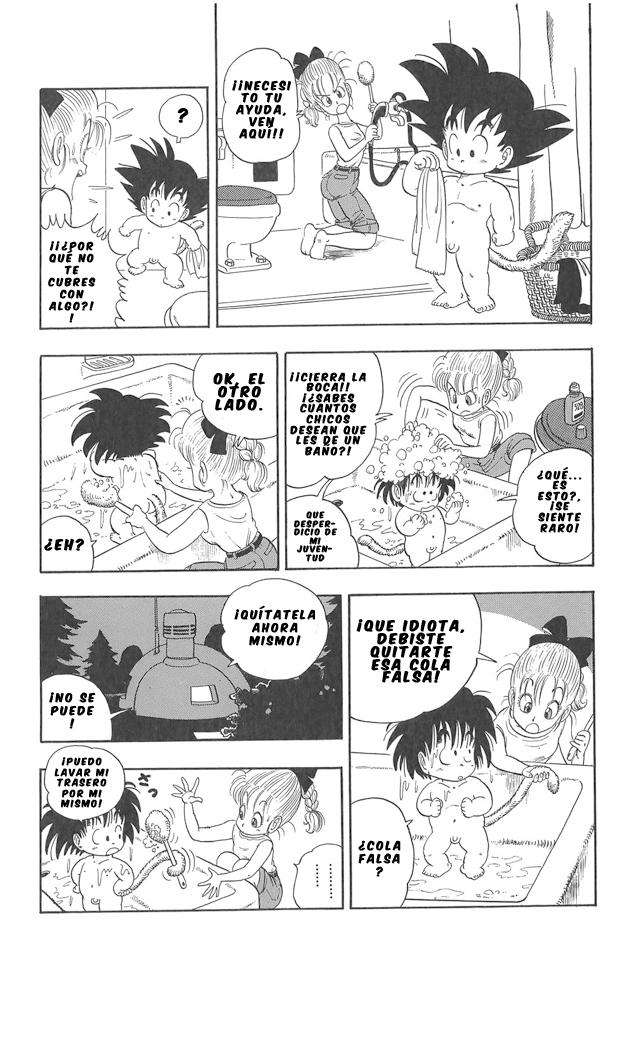 ¡¡NECESI
TO TU
AYUDA,
VEN
AQUÍ!!
?
¡¡¿POR
QUÉ NO
TE
CUBRES
CON
ALGO?!
!
¡¡CIERRA LA
BOCA!!
¡¿SABES
CUANTOS
CHICOS
DESEAN QUE
LES DE UN
BAÑO?!
¿QUÉ...
ES
ESTO?,
¡SE
SIENTE
RARO!
QUE
DESPER-
DICIO DE
MI
JUVEN-
TUD
OK, EL
OTRO
LADO.
¿EH?
¡QUE IDIOTA,
DEBISTE
QUITARTE
ESA COLA
FALSA!
¿COLA
FALSA
?
¡QUÍTATELA
AHORA
MISMO!
¡NO SE
PUEDE
!
¡PUEDO
LAVAR MI
TRASERO
POR MI
MISMO!
........